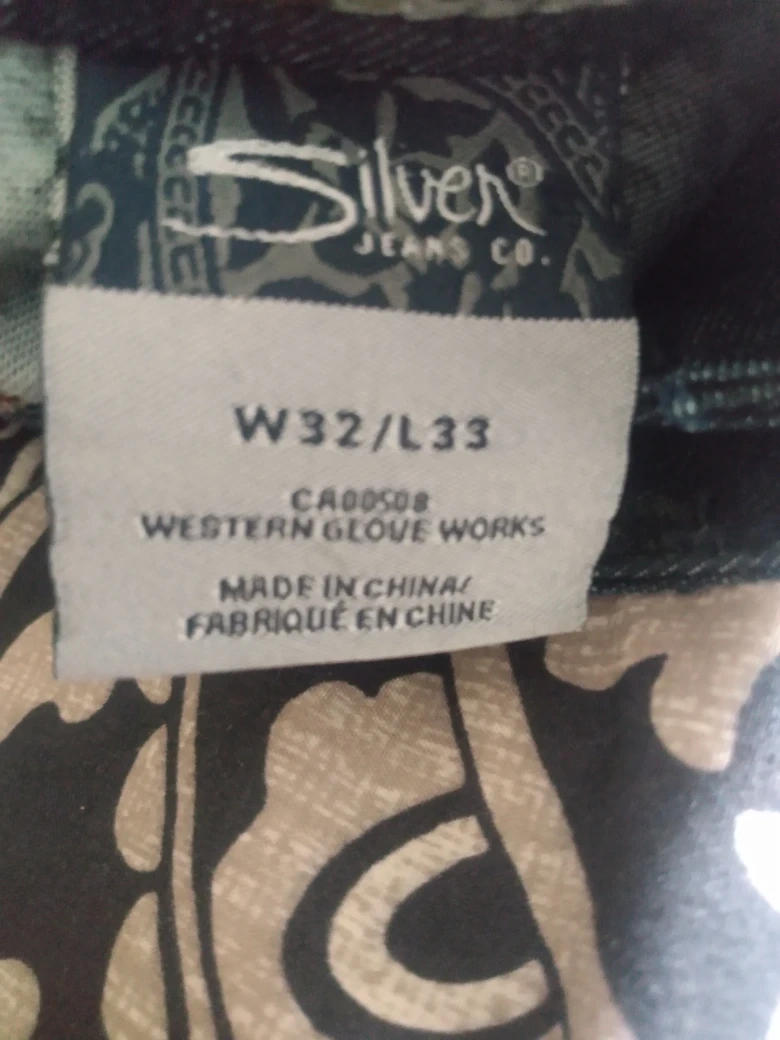 Silver®
JEANS CO.
W32/L33
CA00508
WESTERN GLOVE WORKS
MADE IN CHINA/
FABRIQUÉ EN CHINE